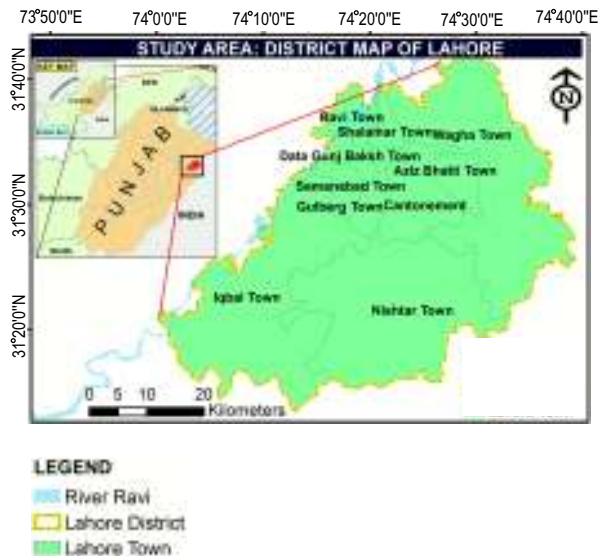 73°50'0"E 74°0'0"E 74°10'0"E 74°20'0"E 74°30'0"E 74°40'0"E
STUDY AREA: DISTRICT MAP OF LAHORE
31°40'0"N
31°30'0"N
31°20'0"N
PUNJAB
INDIA
N
Ravi Town
Shalamar Town Wagha Town
Data Gunj Baksh Town
Aziz Bhatti Town
Samanabad Town
Gulberg Town Cantonement
Iqbal Town
Nishtar Town
0 5 10 20
Kilometers
LEGEND
River Ravi
Lahore District
Lahore Town